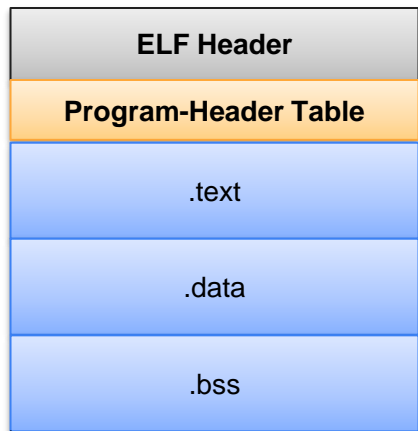 ELF Header
Program-Header Table
.text
.data
.bss